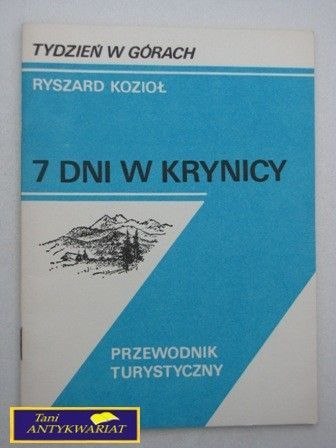 TYDZIEŃ W GÓRACH
RYSZARD KOZIOŁ
7 DNI W KRYNICY
PRZEWODNIK
TURYSTYCZNY
Tani
ANTYKWARIAT